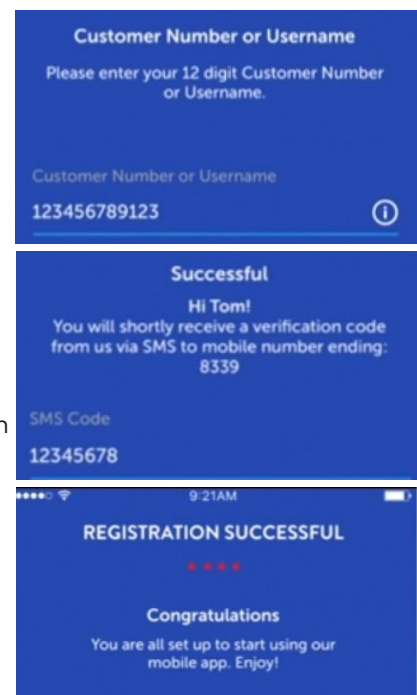 Customer Number or Username
Please enter your 12 digit Customer Number
or Username.
Customer Number or Username
123456789123
Successful
Hi Tom!
You will shortly receive a verification code
from us via SMS to mobile number ending:
8339
n
SMS Code
12345678
9:21AM
REGISTRATION SUCCESSFUL
Congratulations
You are all set up to start using our
mobile app. Enjoy!